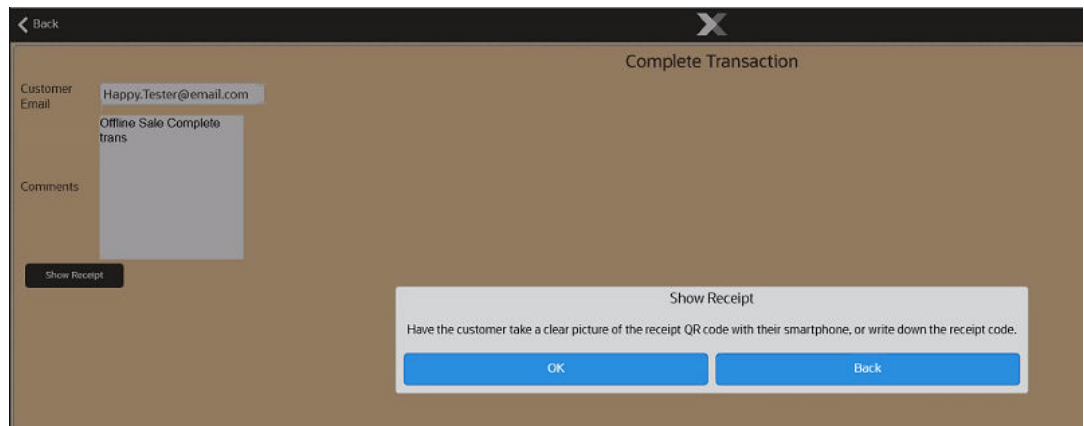 Back
Complete Transaction
Customer
Email
Happy.Tester@email.com
Offline Sale Complete
trans
Comments
Show Receipt
Show Receipt
Have the customer take a clear picture of the receipt QR code with their smartphone, or write down the receipt code.
OK
Back